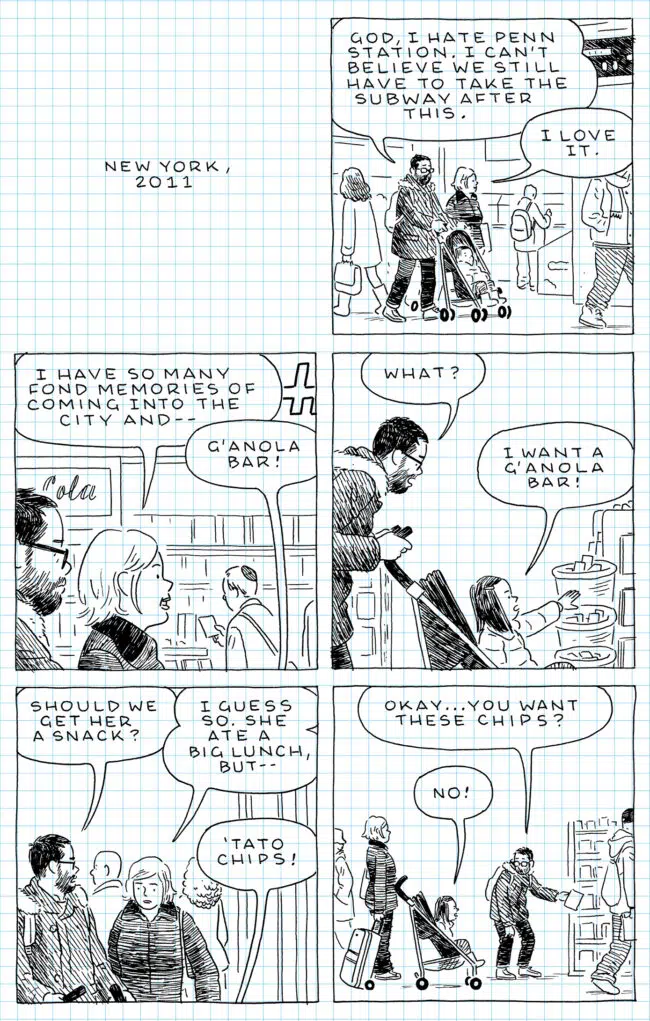 NEW YORK,
2011
GOD, I HATE PENN
STATION. I CAN'T
BELIEVE WE STILL
HAVE TO TAKE THE
SUBWAY AFTER
THIS.
I LOVE
IT.
I HAVE SO MANY
FOND MEMORIES OF
COMING INTO THE
CITY AND--
G'ANOLA
BAR!
Cola
WHAT?
I WANT A
G'ANOLA
BAR!
SHOULD WE
GET HER
A SNACK?
I GUESS
SO. SHE
ATE A
BIG LUNCH,
BUT--
'TATO
CHIPS!
OKAY...YOU WANT
THESE CHIPS?
NO!